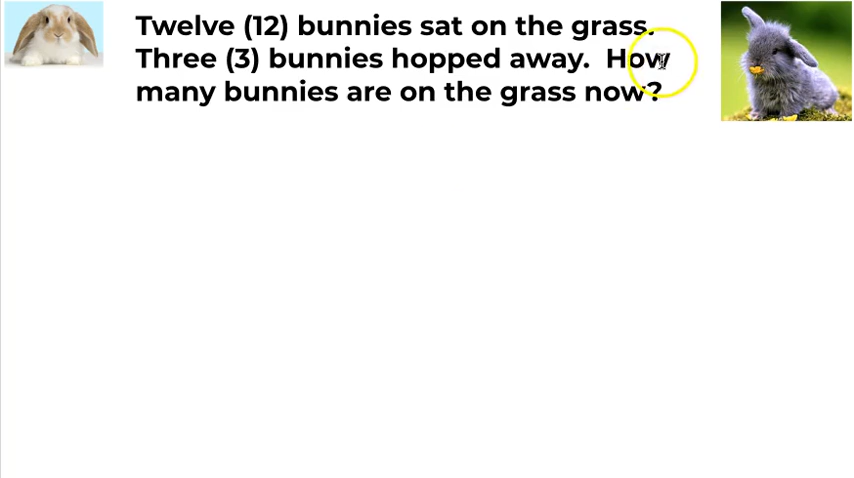 Twelve (12) bunnies sat on the grass.
Three (3) bunnies hopped away.  How
many bunnies are on the grass now?